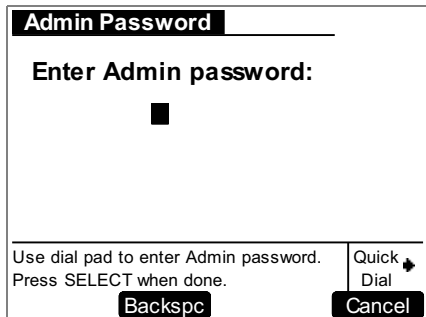 Admin Password
Enter Admin password:
Use dial pad to enter Admin password.
Press SELECT when done.
Quick
Dial
Backspc
Cancel